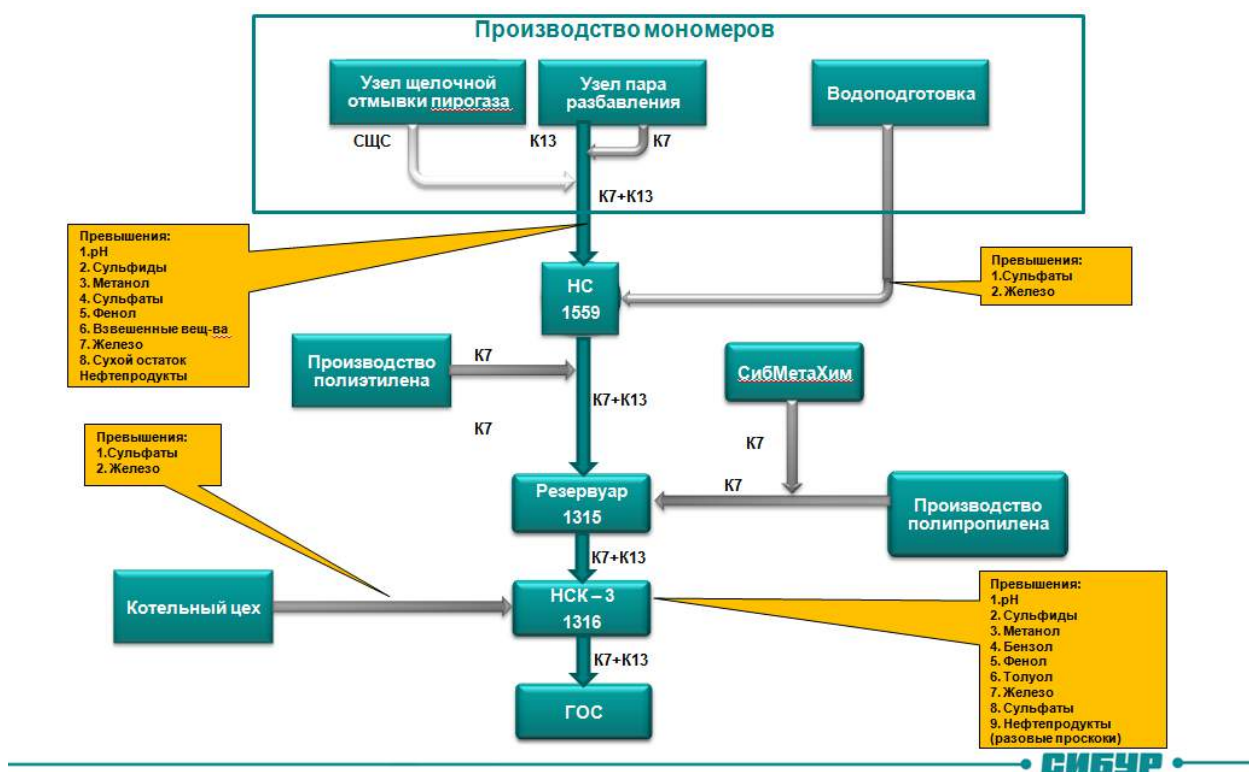 Производство мономеров
Узел щелочной
отмывки пирогаза
Узел пара
разбавления
Водоподготовка
СЩС
К13
К7
К7+К13
Превышения:
1.рН
2. Сульфиды
3. Метанол
4. Сульфаты
5. Фенол
6. Взвешенные вещ-ва
7. Железо
8. Сухой остаток
Нефтепродукты
Превышения:
1.Сульфаты
2. Железо
НС
1559
Производство
полиэтилена
К7
К7+К13
К7
СибМетаХим
К7
Превышения:
1.Сульфаты
2. Железо
Резервуар
1315
К7
Производство
полипропилена
К7+К13
Котельный цех
НСК – 3
1316
Превышения:
1.рН
2. Сульфиды
3. Метанол
4. Бензол
5. Фенол
6. Толуол
7. Железо
8. Сульфаты
9. Нефтепродукты
(разовые проскоки)
К7+К13
ГОС
СИБУР